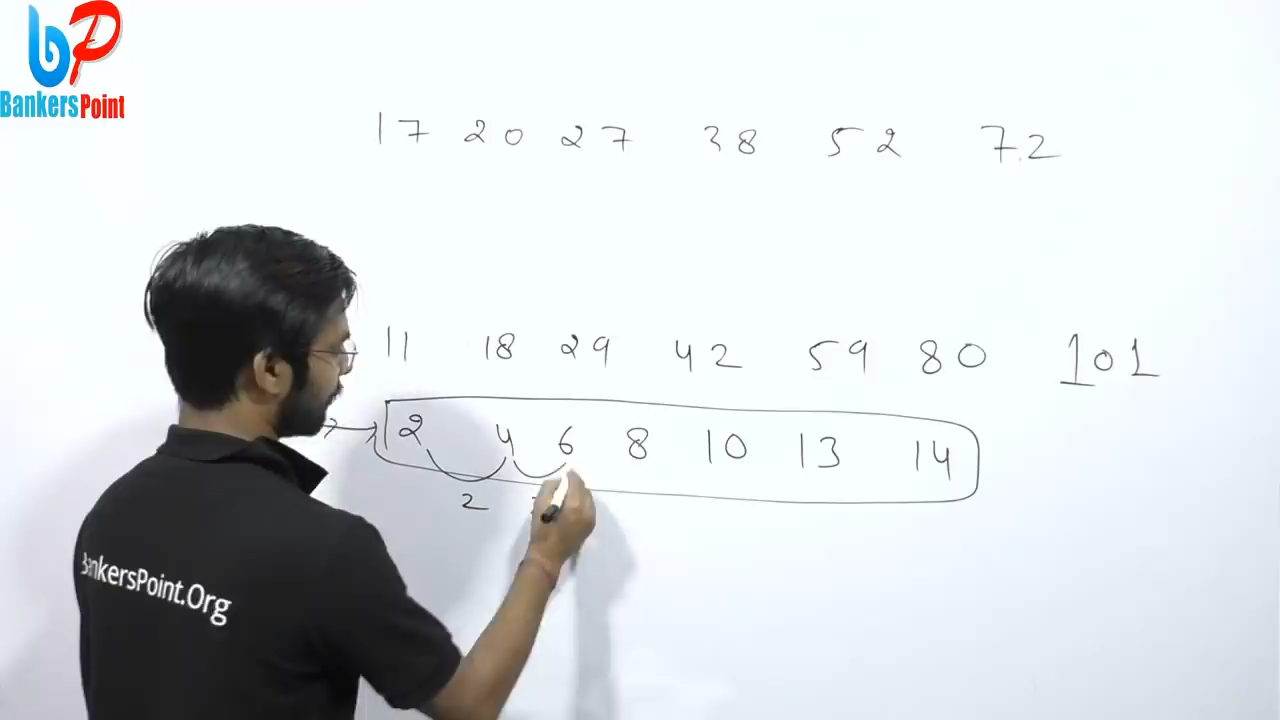 bp
BankersPoint
17 20 27 38 52 72
11 18 29 42 59 80 101
2 4 6 8 10 13 14
2
BankersPoint.Org